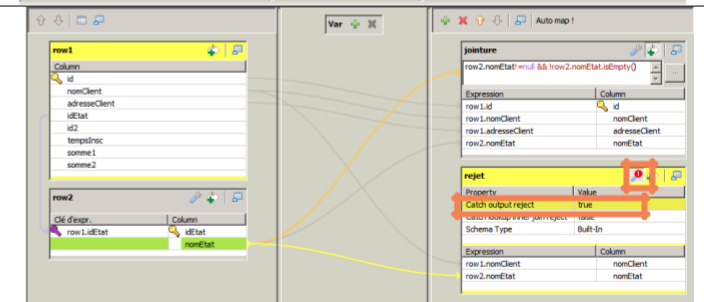 Var
Auto map !
row1
Column
id
nomClient
adresseClient
idEtat
id2
tempsInsc
somme1
somme2
row2
Clé d'expr. Column
row1.idEtat idEtat
nomEtat
jointure
row2.nomEtat!=null && !row2.nomEtat.isEmpty()
...
Expression Column
row1.id id
row1.nomClient nomClient
row1.adresseClient adresseClient
row2.nomEtat nomEtat
rejet
Property Value
Catch output reject true
Catch lookup inner join reject false
Schema Type Built-In
Expression Column
row1.nomClient nomClient
row2.nomEtat nomEtat